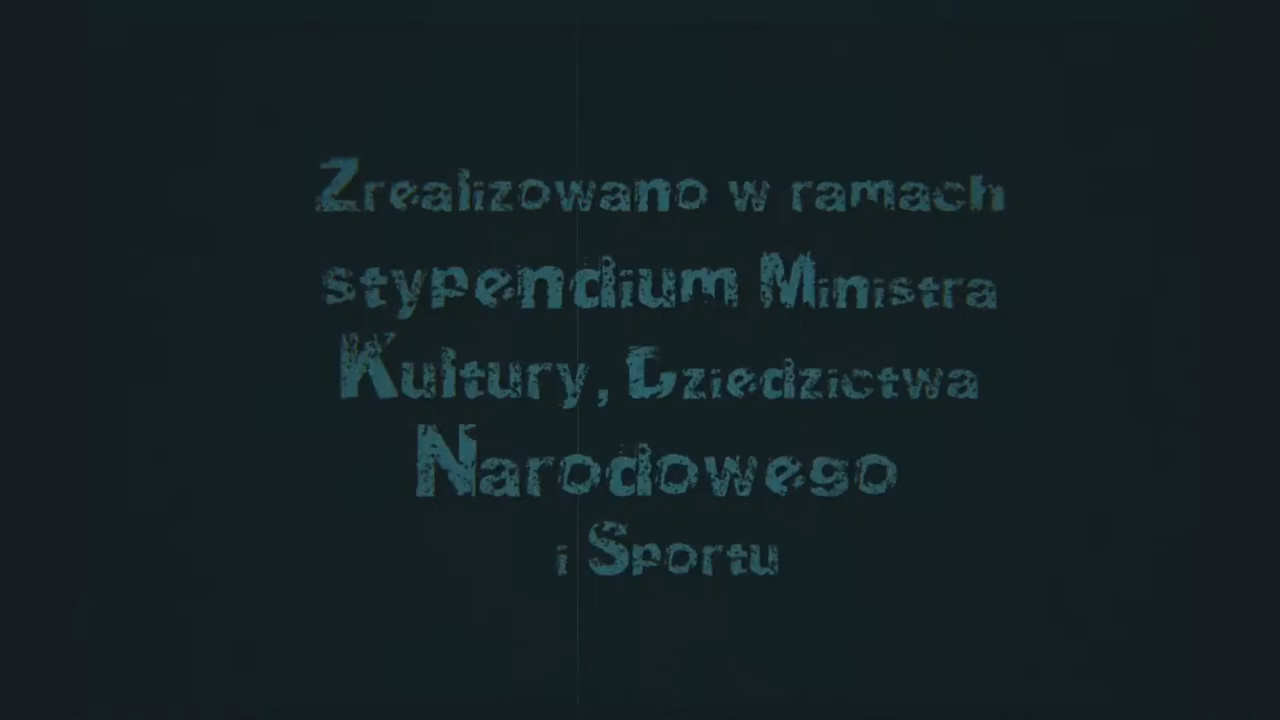 Zrealizowano w ramach
stypendium Ministra
Kultury, Dziedzictwa
Narodowego
i Sportu